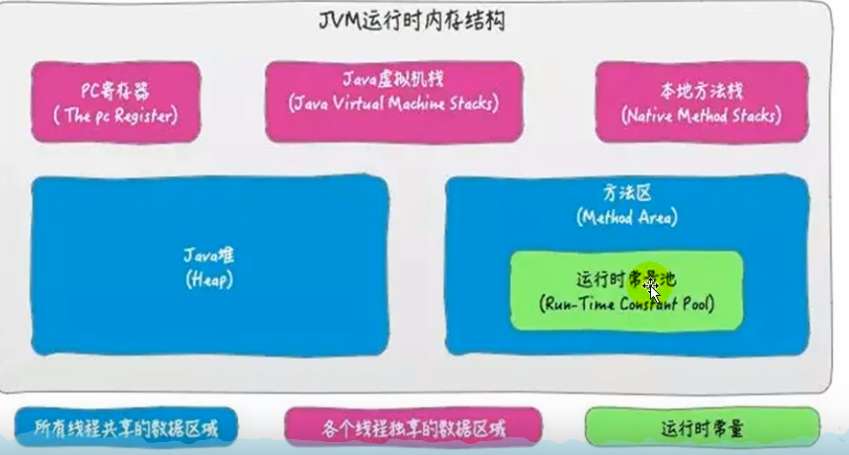 JVM运行时内存结构
PC寄存器
( The pc Register)
Java虚拟机栈
(Java Virtual Machine Stacks)
本地方法栈
(Native Method Stacks)
Java堆
(Heap)
方法区
(Method Area)
运行时常量池
(Run-Time Constant Pool)
所有线程共享的数据区域
各个线程独享的数据区域
运行时常量